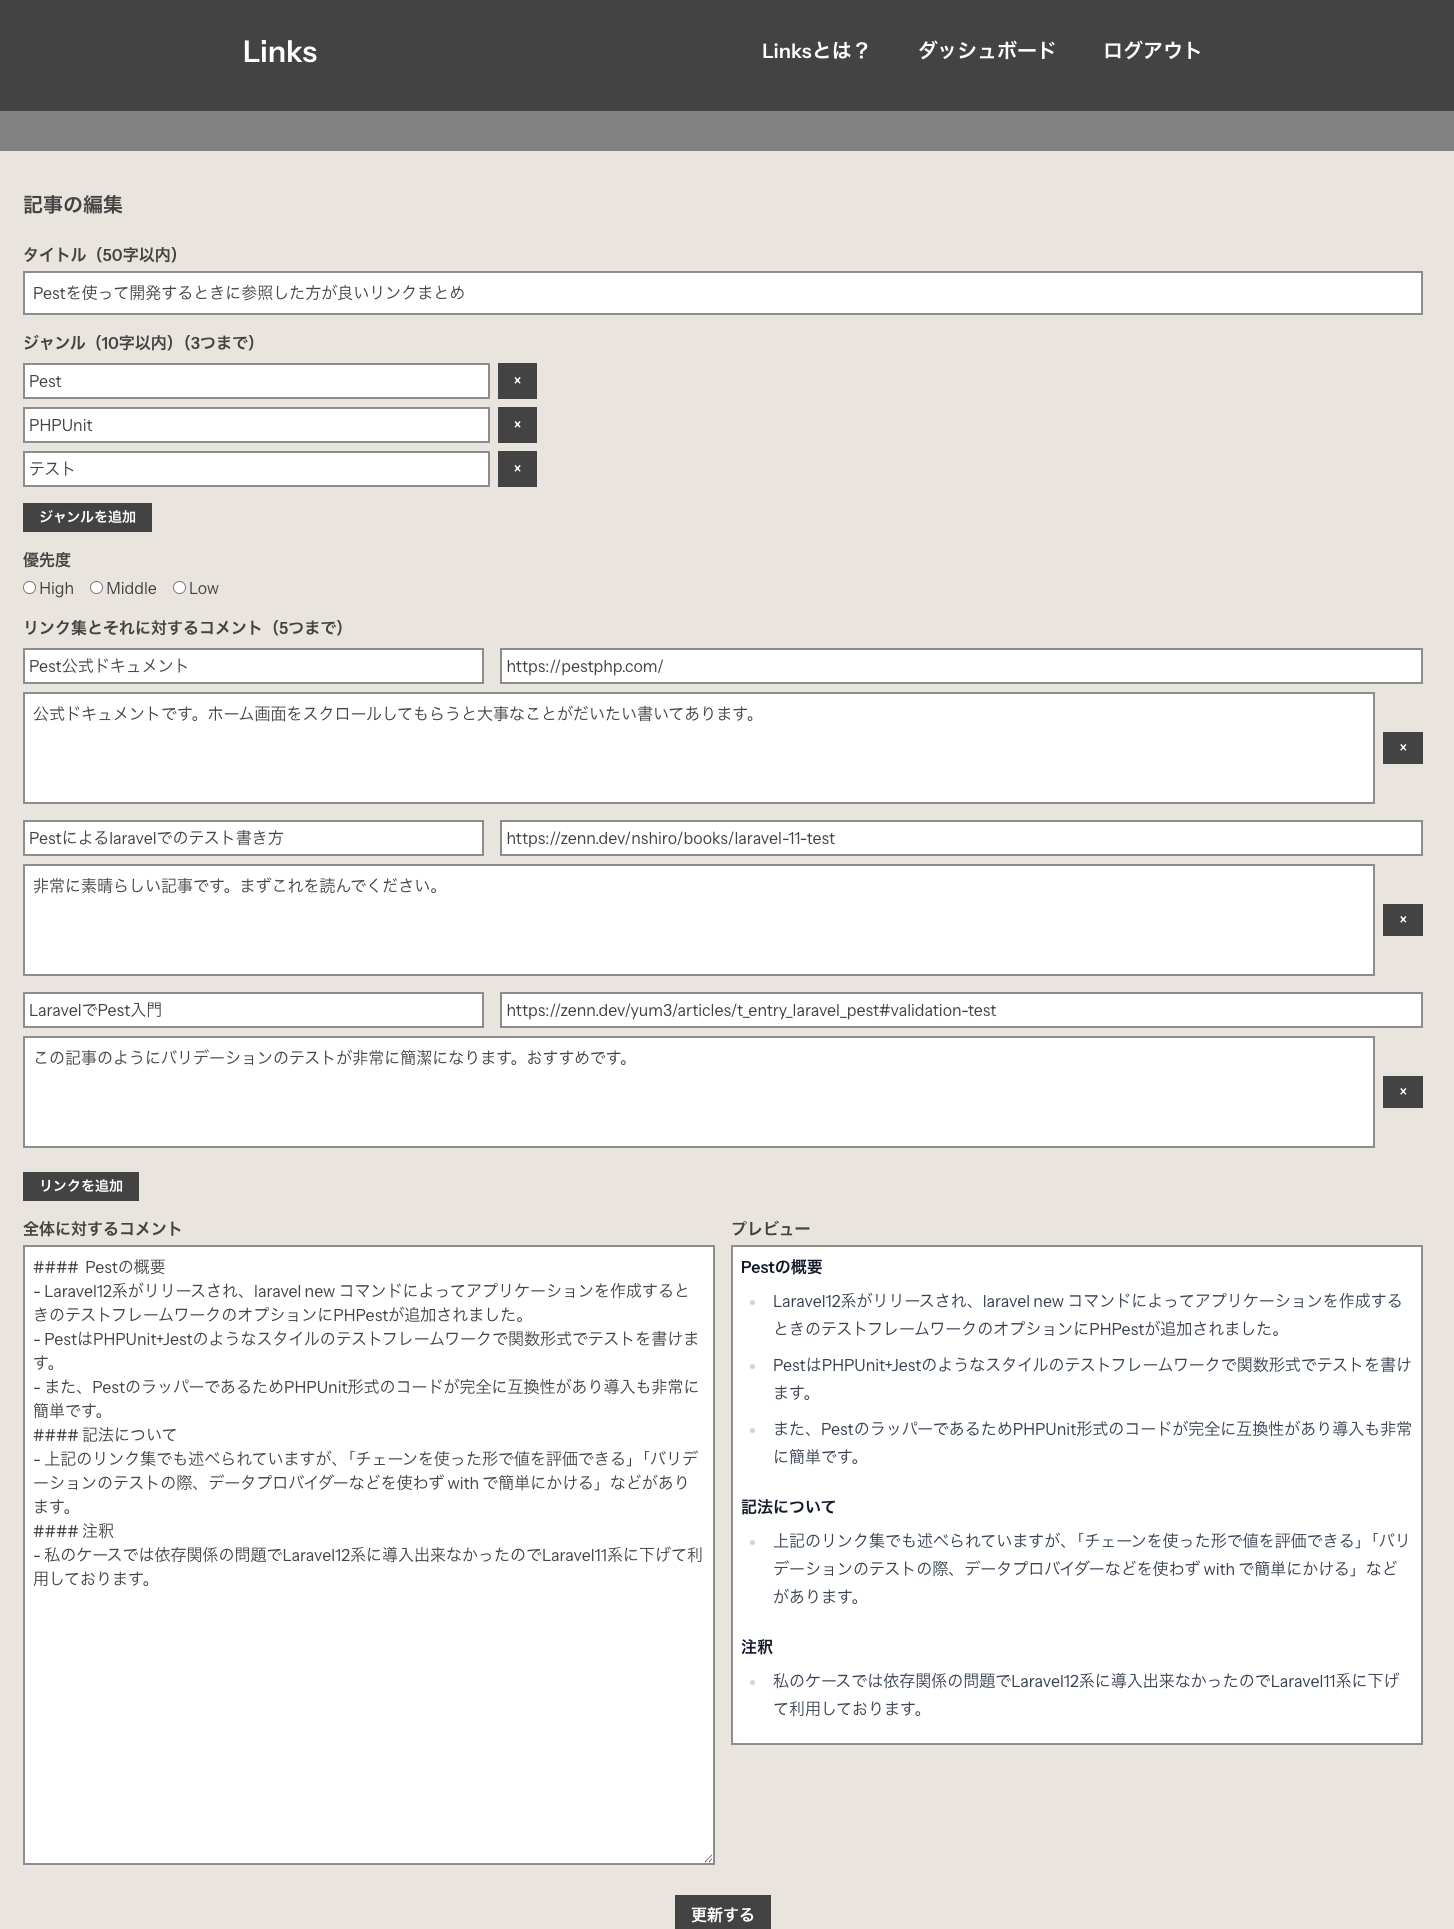 Links
Linksとは？ ダッシュボード ログアウト
記事の編集
タイトル（50字以内）
Pestを使って開発するときに参照した方が良いリンクまとめ
ジャンル（10字以内）（3つまで）
Pest ×
PHPUnit ×
テスト ×
ジャンルを追加
優先度
High Middle Low
リンク集とそれに対するコメント（5つまで）
Pest公式ドキュメント https://pestphp.com/
公式ドキュメントです。ホーム画面をスクロールしてもらうと大事なことがだいたい書いてあります。
×
Pestによるlaravelでのテスト書き方 https://zenn.dev/nshiro/books/laravel-11-test
非常に素晴らしい記事です。まずこれを読んでください。
×
LaravelでPest入門 https://zenn.dev/yum3/articles/t_entry_laravel_pest#validation-test
この記事のようにバリデーションのテストが非常に簡潔になります。おすすめです。
×
リンクを追加
全体に対するコメント
#### Pestの概要
- Laravel12系がリリースされ、laravel new コマンドによってアプリケーションを作成すると
きのテストフレームワークのオプションにPHPestが追加されました。
- PestはPHPUnit+Jestのようなスタイルのテストフレームワークで関数形式でテストを書けま
す。
- また、PestのラッパーであるためPHPUnit形式のコードが完全に互換性があり導入も非常に
簡単です。
#### 記法について
- 上記のリンク集でも述べられていますが、「チェーンを使った形で値を評価できる」「バリデ
ーションのテストの際、データプロバイダーなどを使わず with で簡単にかける」などがあり
ます。
#### 注釈
- 私のケースでは依存関係の問題でLaravel12系に導入出来なかったのでLaravel11系に下げて利
用しております。
プレビュー
Pestの概要
Laravel12系がリリースされ、laravel new コマンドによってアプリケーションを作成する
ときのテストフレームワークのオプションにPHPestが追加されました。
PestはPHPUnit+Jestのようなスタイルのテストフレームワークで関数形式でテストを書け
ます。
また、PestのラッパーであるためPHPUnit形式のコードが完全に互換性があり導入も非常
に簡単です。
記法について
上記のリンク集でも述べられていますが、「チェーンを使った形で値を評価できる」「バリ
デーションのテストの際、データプロバイダーなどを使わず with で簡単にかける」など
があります。
注釈
私のケースでは依存関係の問題でLaravel12系に導入出来なかったのでLaravel11系に下げ
て利用しております。
更新する